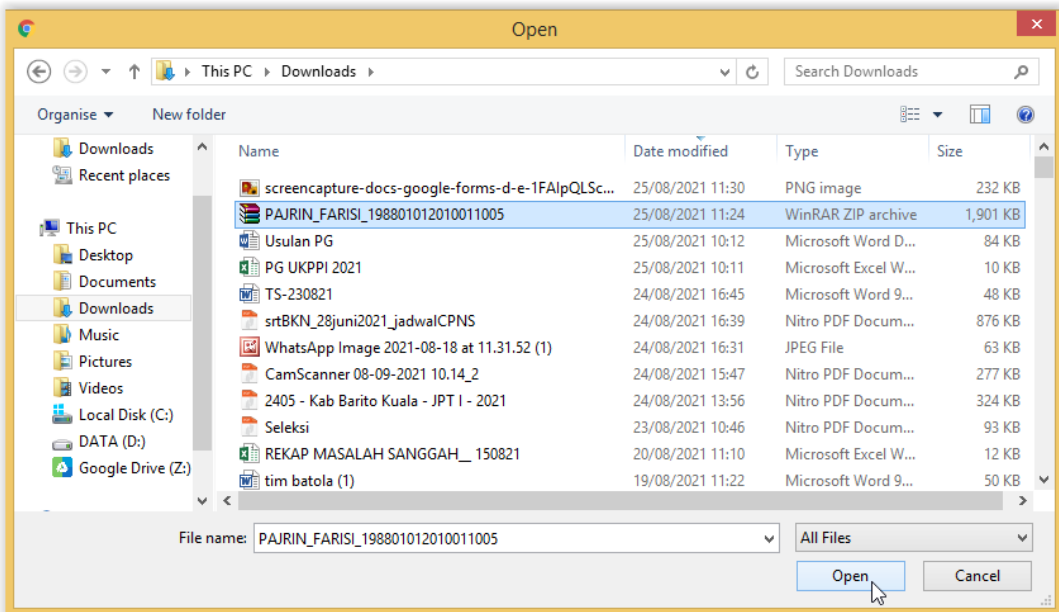 Open
This PC Downloads Search Downloads
Organise New folder
Downloads
Recent places
This PC
Desktop
Documents
Downloads
Music
Pictures
Videos
Local Disk (C:)
DATA (D:)
Google Drive (Z:)
Name Date modified Type Size
screencapture-docs-google-forms-d-e-1FAIpQLSc... 25/08/2021 11:30 PNG image 232 KB
PAJRIN_FARISI_198801012010011005 25/08/2021 11:24 WinRAR ZIP archive 1,901 KB
Usulan PG 25/08/2021 10:12 Microsoft Word D... 84 KB
PG UKPPI 2021 25/08/2021 10:11 Microsoft Excel W... 10 KB
TS-230821 24/08/2021 16:45 Microsoft Word 9... 48 KB
srtBKN_28juni2021_jadwalCPNS 24/08/2021 16:39 Nitro PDF Docum... 876 KB
WhatsApp Image 2021-08-18 at 11.31.52 (1) 24/08/2021 16:31 JPEG File 63 KB
CamScanner 08-09-2021 10.14_2 24/08/2021 15:47 Nitro PDF Docum... 277 KB
2405 - Kab Barito Kuala - JPT I - 2021 24/08/2021 13:56 Nitro PDF Docum... 324 KB
Seleksi 23/08/2021 10:46 Nitro PDF Docum... 93 KB
REKAP MASALAH SANGGAH__ 150821 20/08/2021 11:10 Microsoft Excel W... 12 KB
tim batola (1) 19/08/2021 11:22 Microsoft Word 9... 50 KB
File name: PAJRIN_FARISI_198801012010011005 All Files
Open Cancel